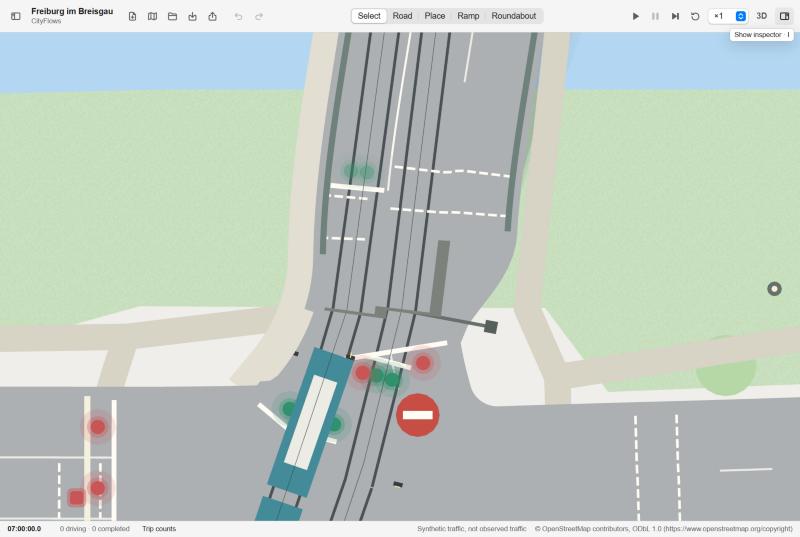 Freiburg im Breisgau
CityFlows
Select
Road
Place
Ramp
Roundabout
×1
3D
Show inspector · I
07:00:00.0
0 driving · 0 completed
Trip counts
Synthetic traffic, not observed traffic
© OpenStreetMap contributors, ODbL 1.0 (https://www.openstreetmap.org/copyright)